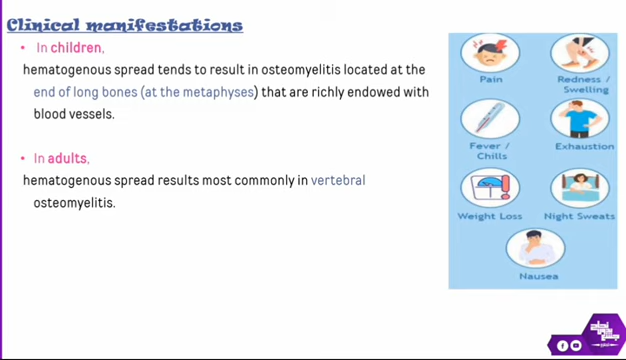 Clinical manifestations
• In children,
hematogenous spread tends to result in osteomyelitis located at the
end of long bones (at the metaphyses) that are richly endowed with
blood vessels.
• In adults,
hematogenous spread results most commonly in vertebral
osteomyelitis.
Pain
Redness /
Swelling
Fever /
Chills
Exhaustion
Weight Loss
Night Sweats
Nausea